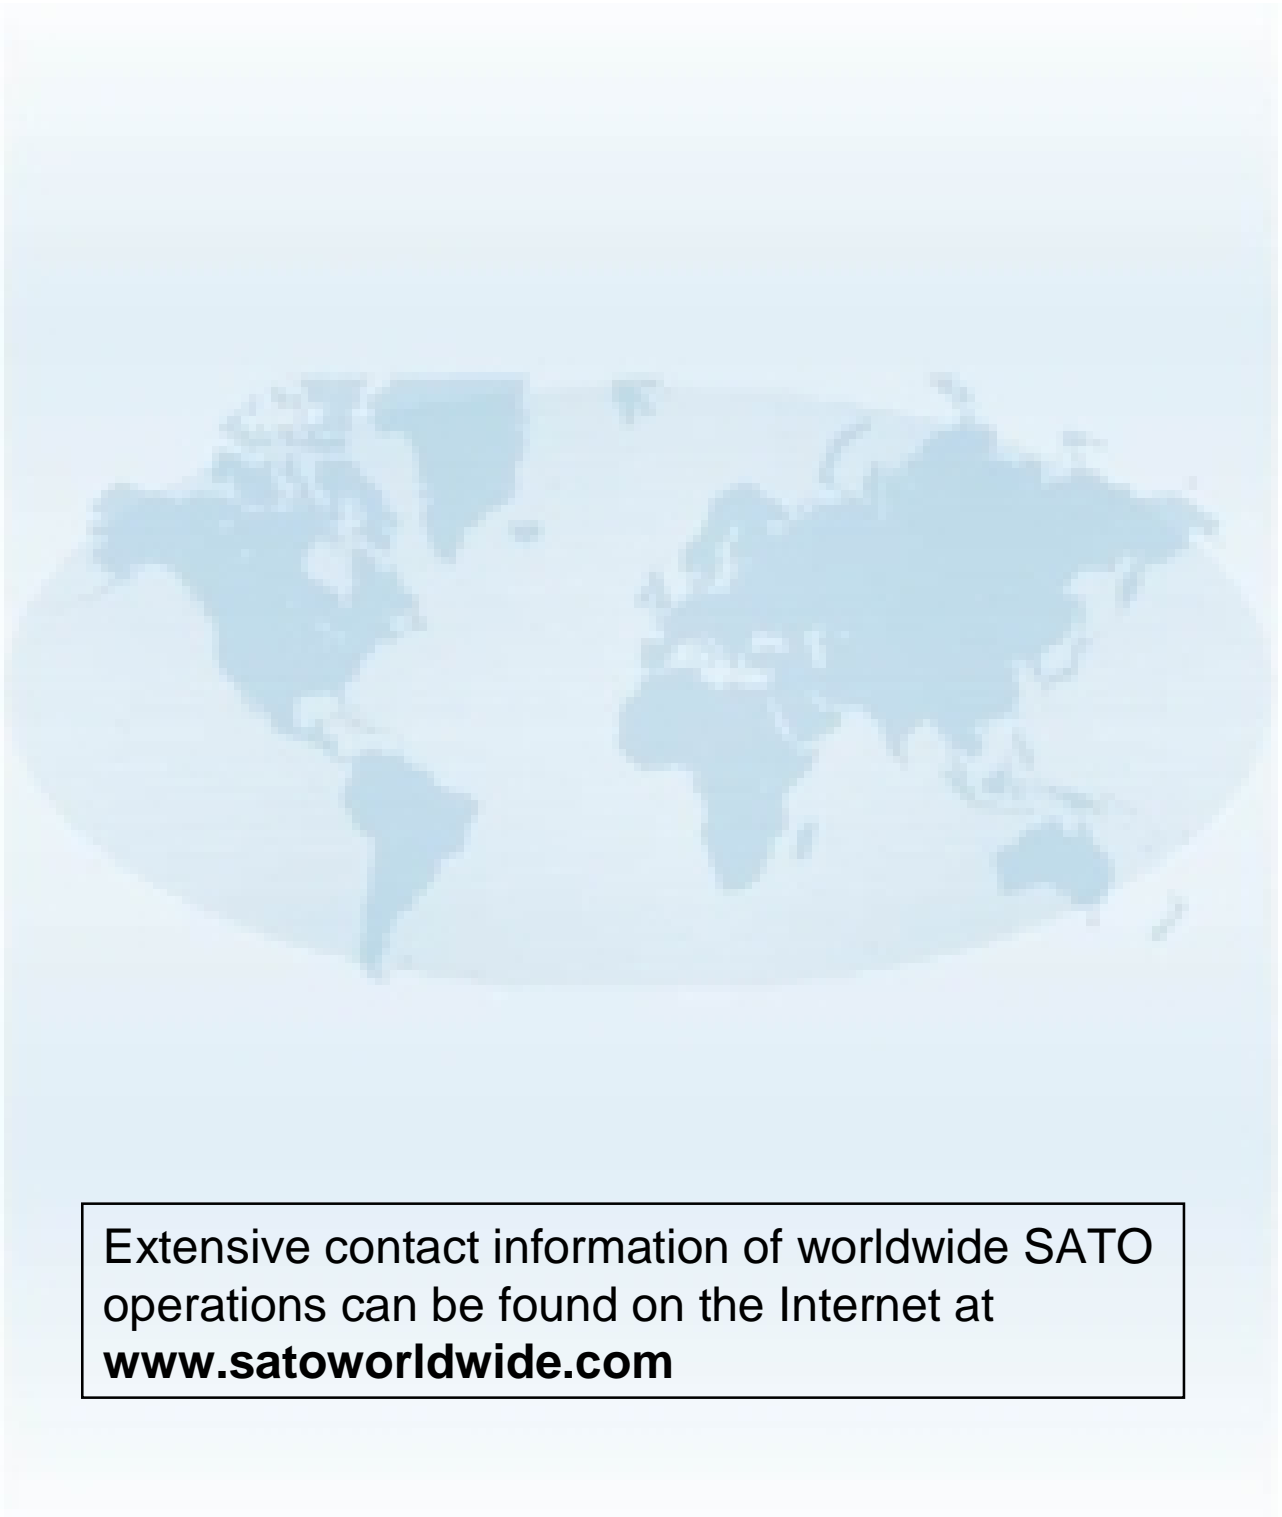 Extensive contact information of worldwide SATO
operations can be found on the Internet at
www.satoworldwide.com